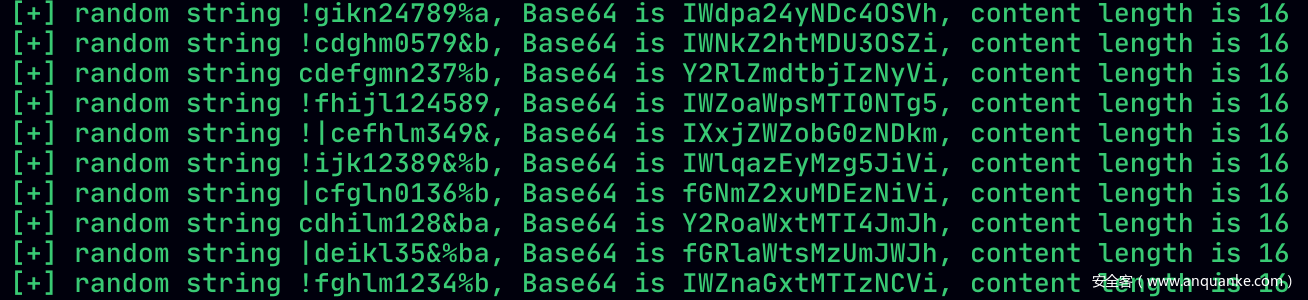 [+] random string !gikn24789%a, Base64 is IWdpa24yNDc4OSVh, content length is 16
[+] random string !cdghm0579&b, Base64 is IWNkZ2htMDU3OSZi, content length is 16
[+] random string cdefgmn237%b, Base64 is Y2RlZmdtbjIzNyVi, content length is 16
[+] random string !fhijl124589, Base64 is IWZoaWpsMTI0NTg5, content length is 16
[+] random string !|cefhlm349&, Base64 is IXxjZWZobG0zNDkm, content length is 16
[+] random string !ijk12389&%b, Base64 is IWlqazEyMzg5JiVi, content length is 16
[+] random string |cfgln0136%b, Base64 is fGNmZ2xuMDEzNiVi, content length is 16
[+] random string cdhilm128&ba, Base64 is Y2RoaWxtMTI4JmJh, content length is 16
[+] random string |deikl35&%ba, Base64 is fGRlaWtsMzUmJWJh, content length is 16
[+] random string !fghlm1234%b, Base64 is IWZnaGxtMTIzNCVi, content length is 16
安全客(www.anquanke.com)